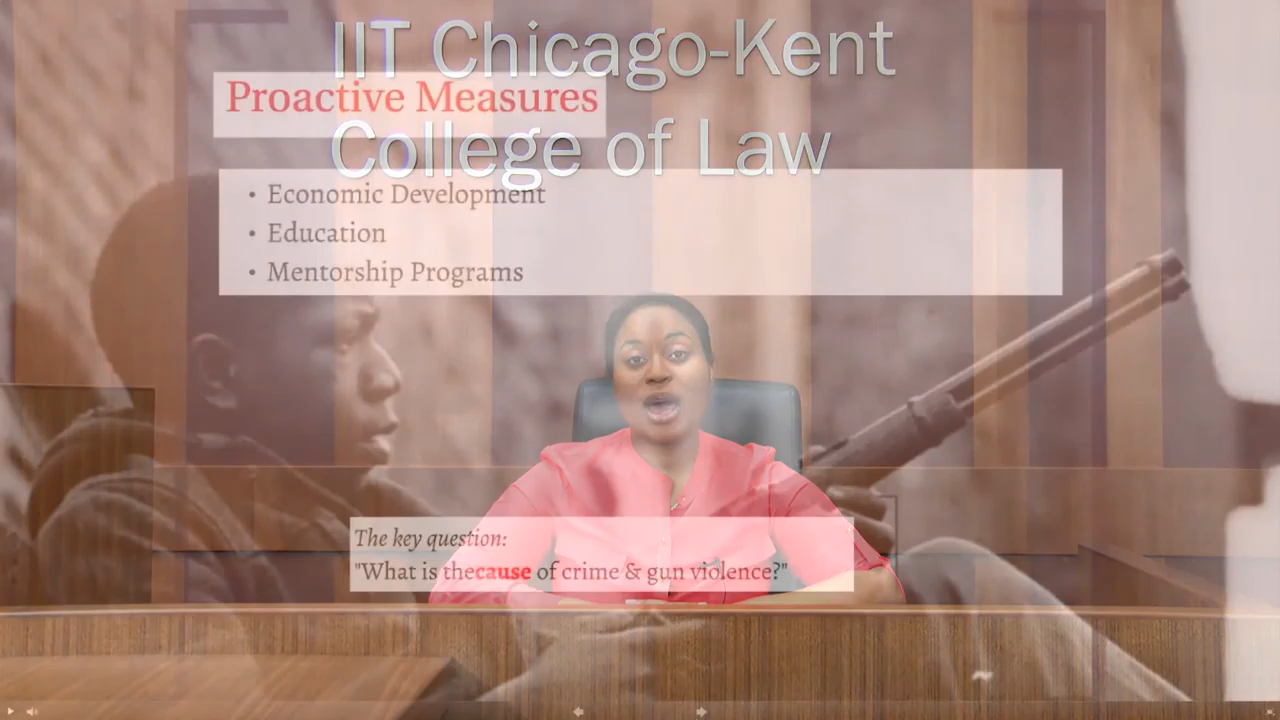 IIT Chicago-Kent
Proactive Measures
College of Law
• Economic Development
• Education
• Mentorship Programs
The key question:
"What is thecause of crime & gun violence?"